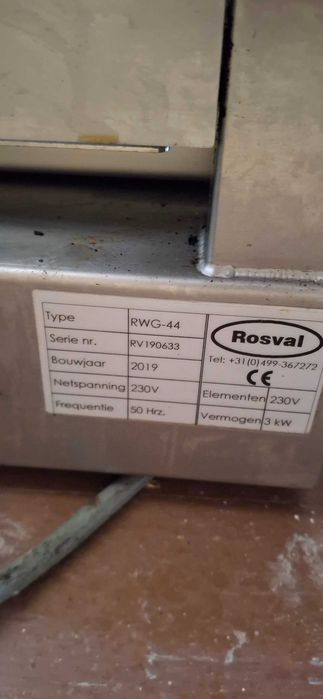 Type RWG-44
Serie nr. RV190633
Bouwjaar 2019
Netspanning 230V
Frequentie 50 Hrz.
Rosval
Tel: +31(0)499-367272
CE
Elementen 230V
Vermogen 3 kW